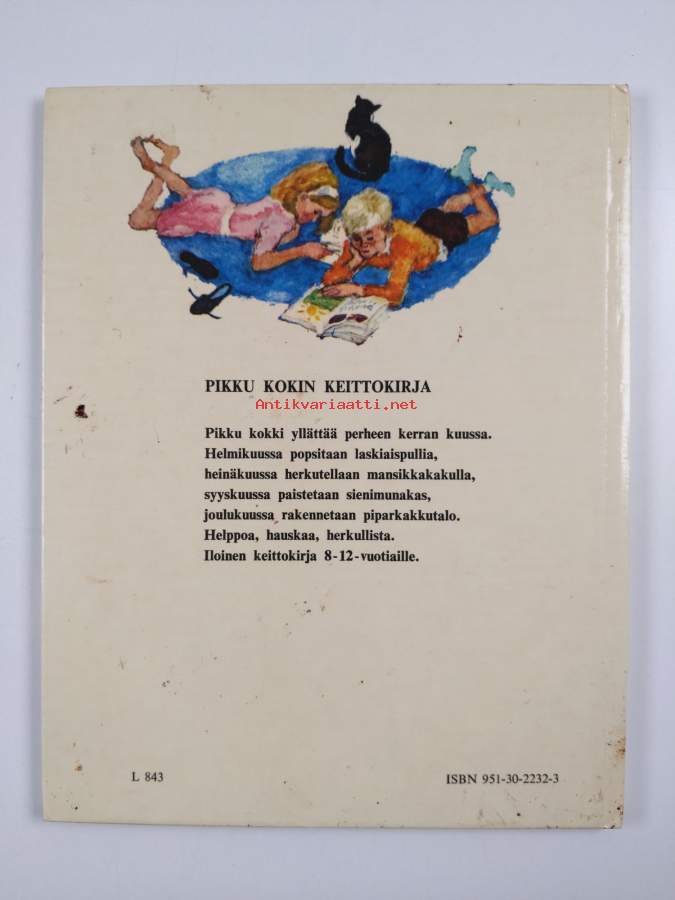 PIKKU KOKIN KEITTOKIRJA
Antikvariaatti.net
Pikku kokki yllättää perheen kerran kuussa.
Helmikuussa popsitaan laskiaispullia,
heinäkuussa herkutellaan mansikkakakulla,
syyskuussa paistetaan sienimunakas,
joulukuussa rakennetaan piparkakkutalo.
Helppoa, hauskaa, herkullista.
Iloinen keittokirja 8-12-vuotiaille.
L 843
ISBN 951-30-2232-3